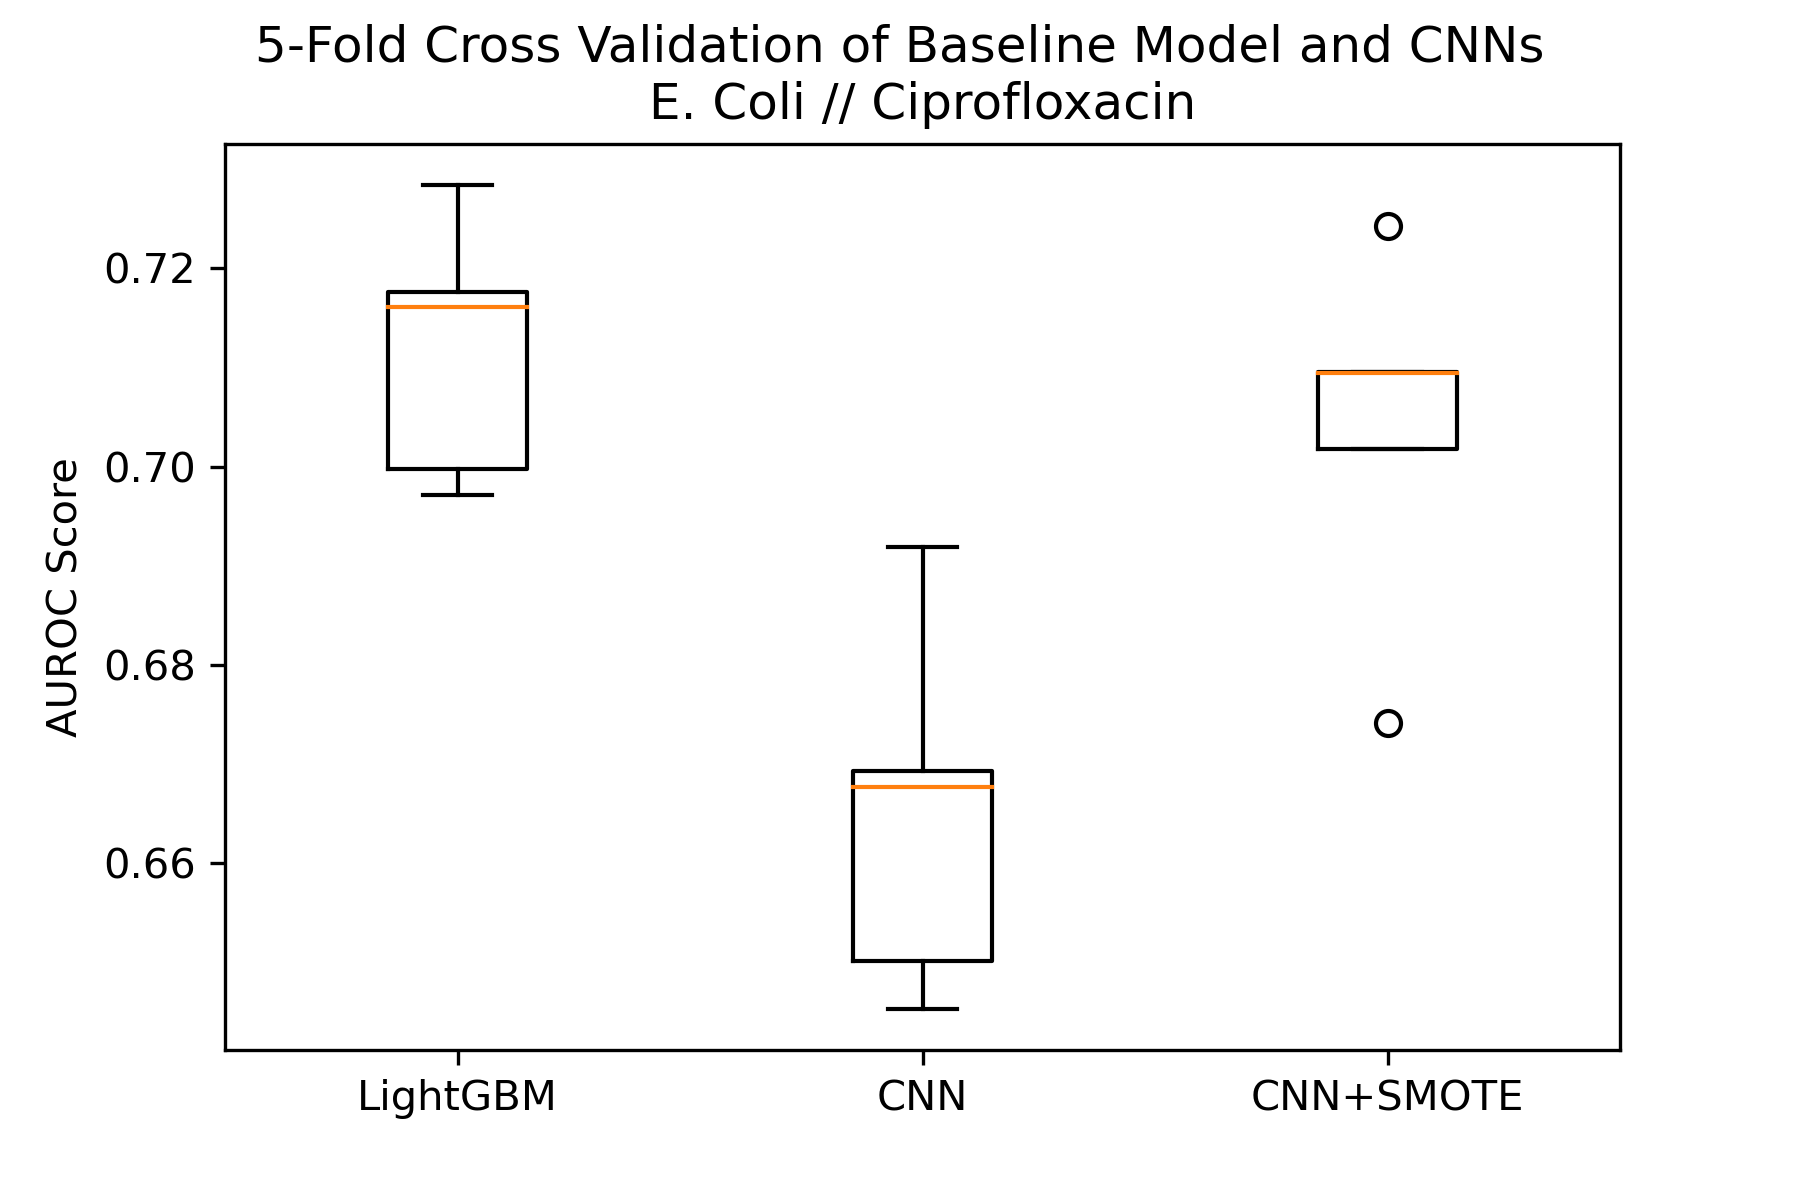 5-Fold Cross Validation of Baseline Model and CNNs
E. Coli // Ciprofloxacin
AUROC Score
0.72
0.70
0.68
0.66
LightGBM
CNN
CNN+SMOTE